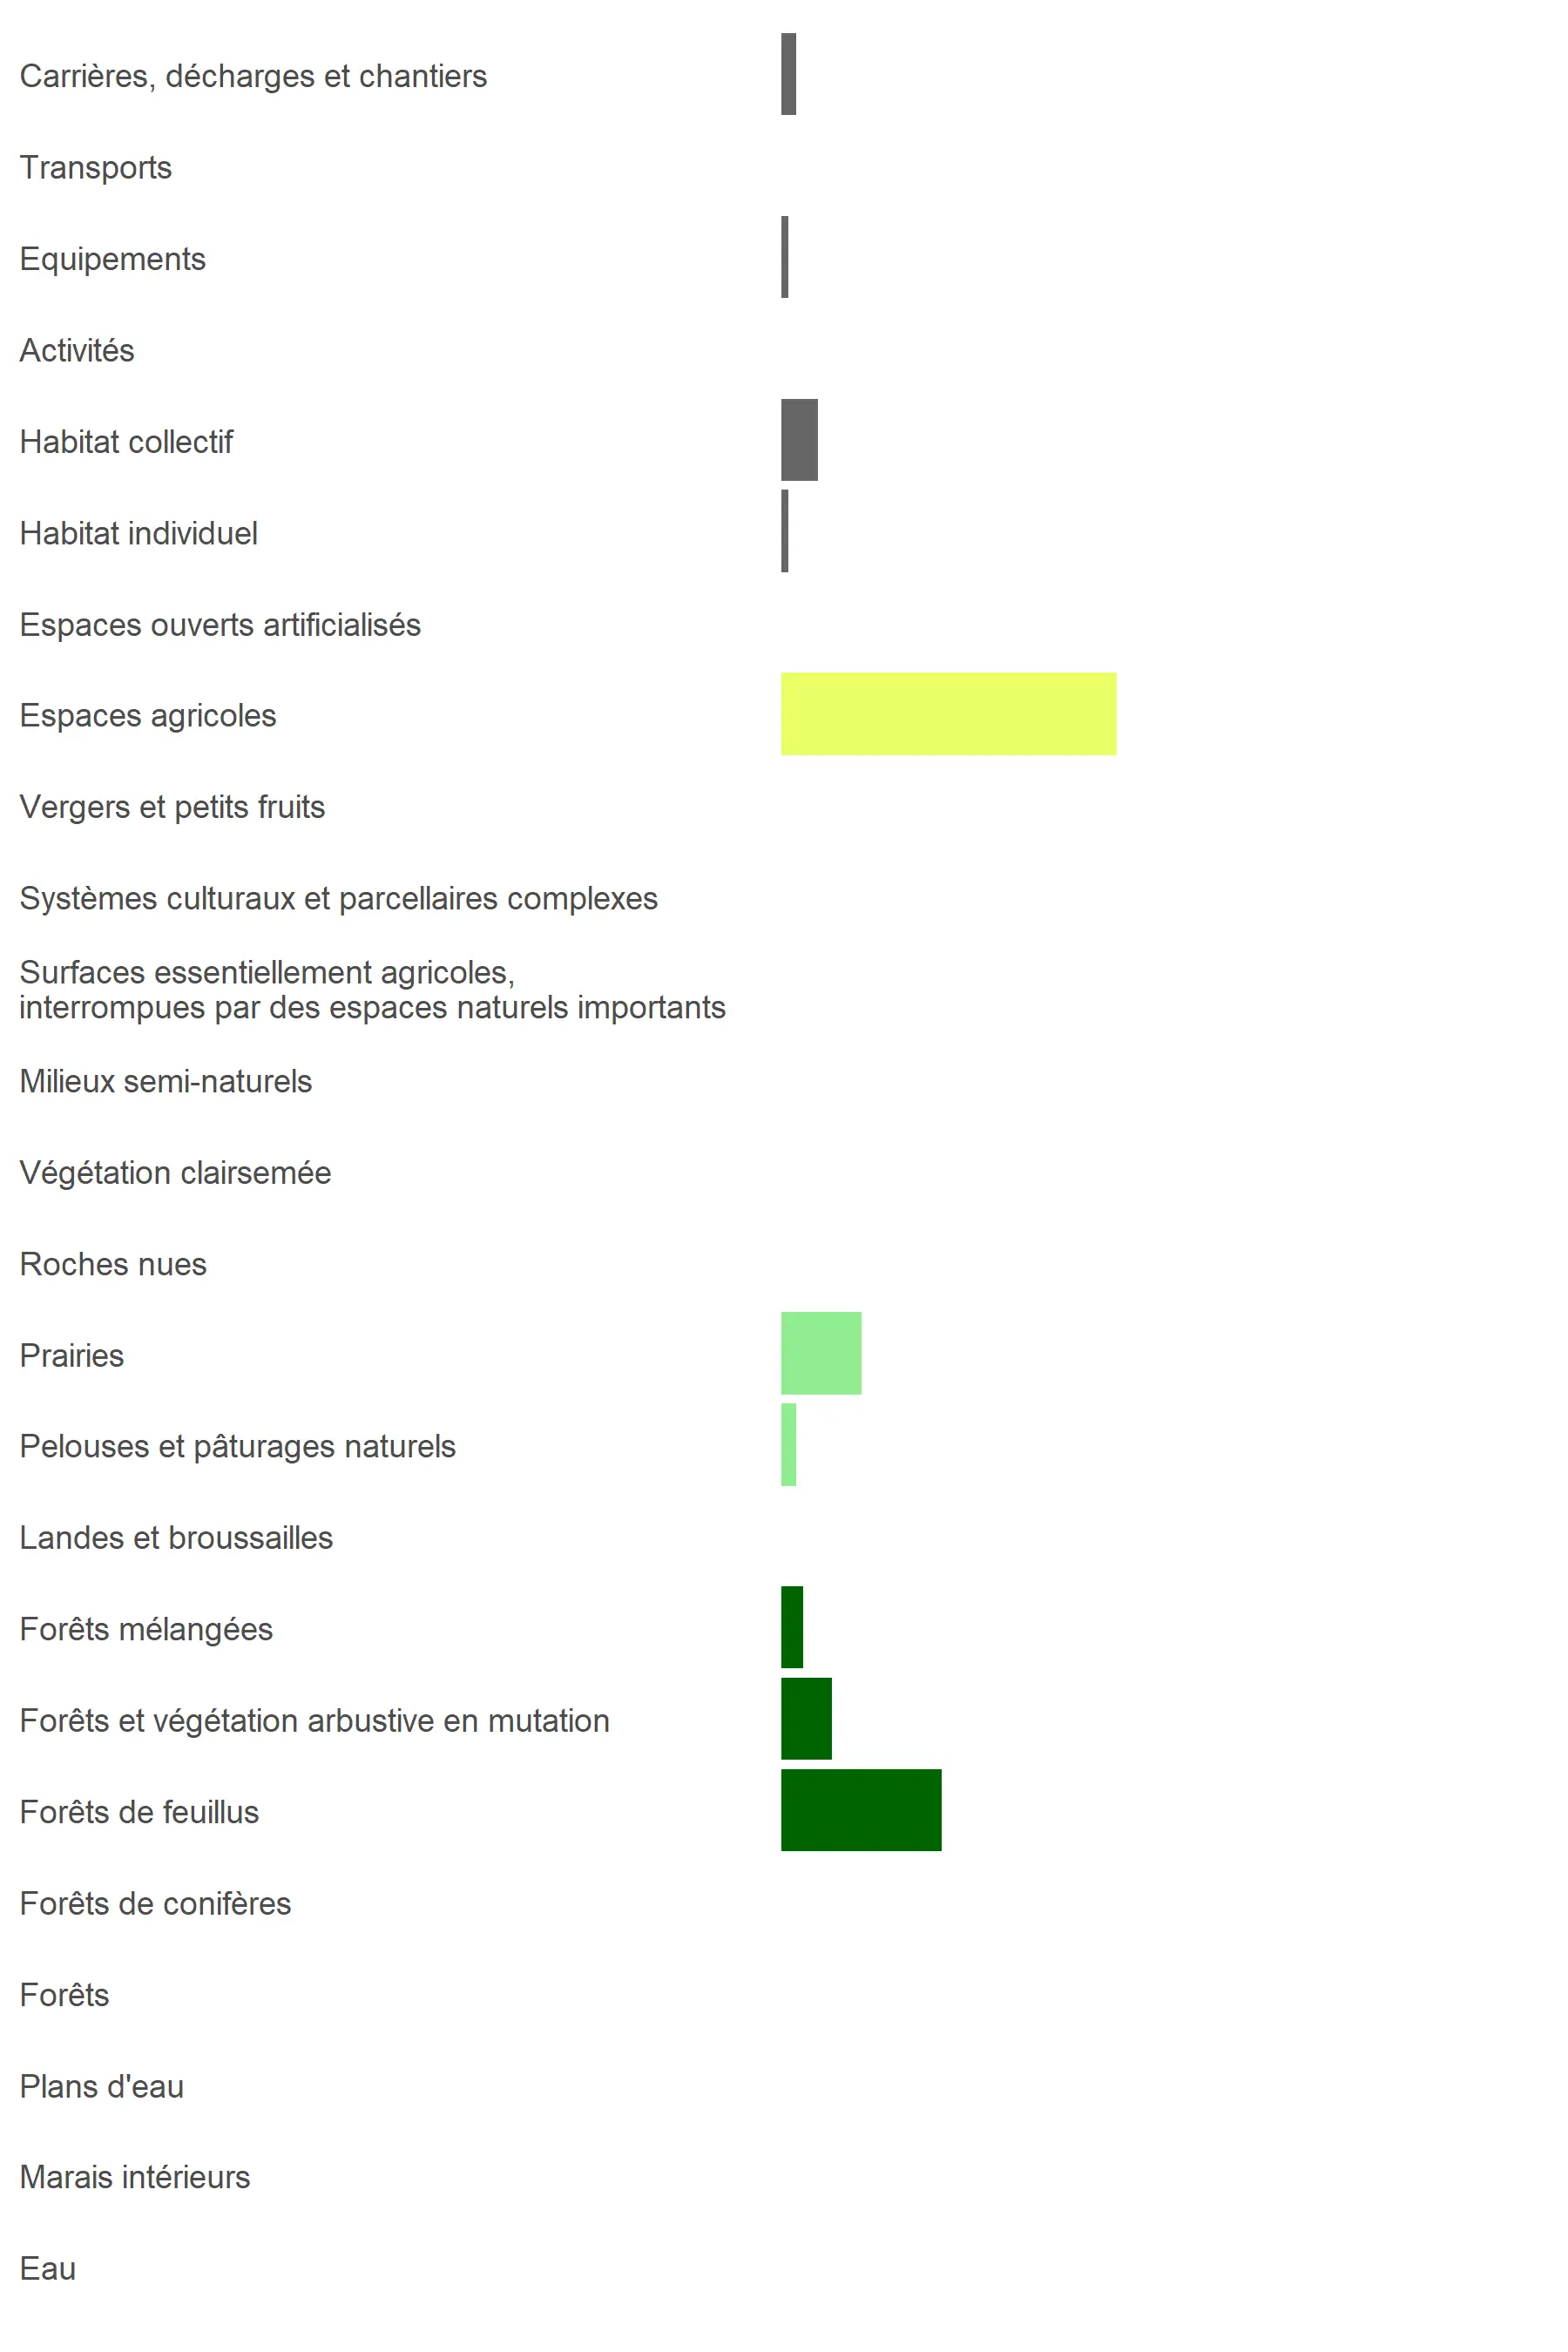 Carrières, décharges et chantiers
Transports
Equipements
Activités
Habitat collectif
Habitat individuel
Espaces ouverts artificialisés
Espaces agricoles
Vergers et petits fruits
Systèmes culturaux et parcellaires complexes
Surfaces essentiellement agricoles,
interrompues par des espaces naturels importants
Milieux semi-naturels
Végétation clairsemée
Roches nues
Prairies
Pelouses et pâturages naturels
Landes et broussailles
Forêts mélangées
Forêts et végétation arbustive en mutation
Forêts de feuillus
Forêts de conifères
Forêts
Plans d'eau
Marais intérieurs
Eau